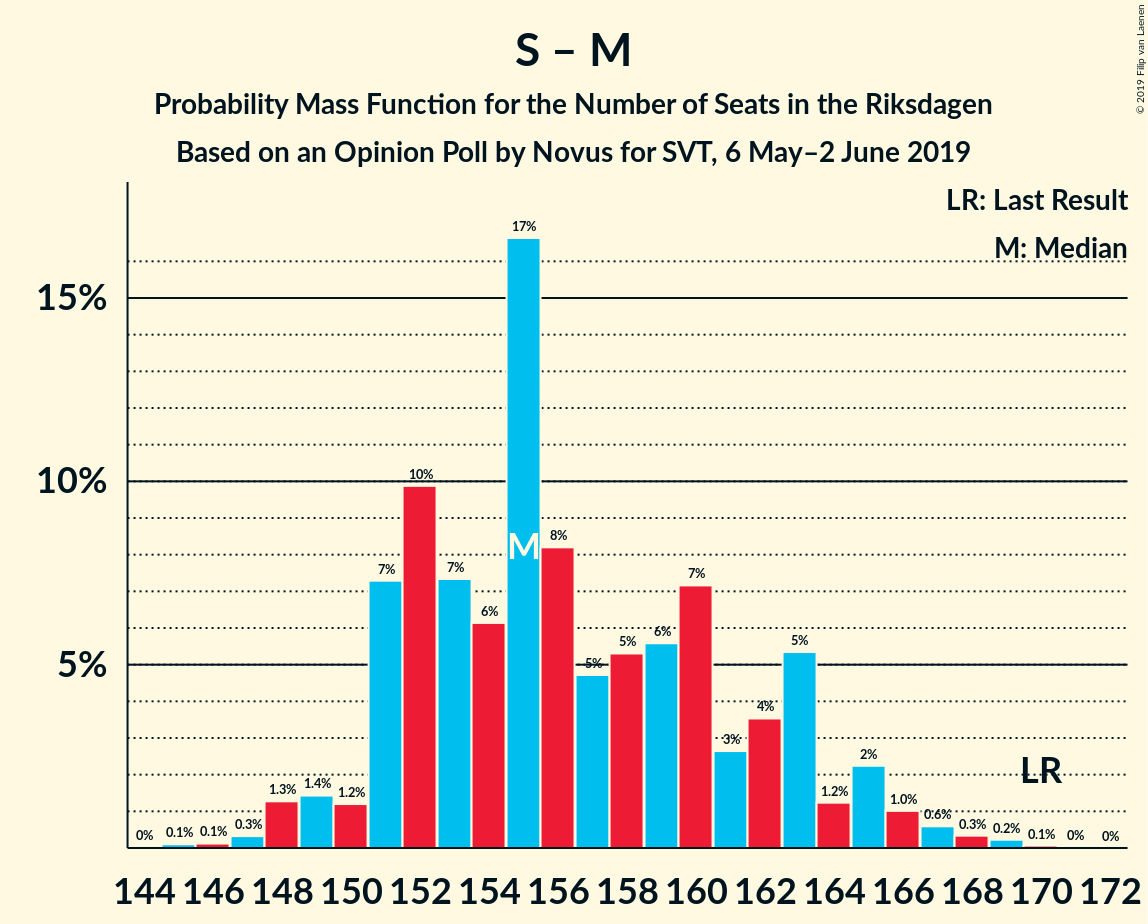 S – M
Probability Mass Function for the Number of Seats in the Riksdagen
Based on an Opinion Poll by Novus for SVT, 6 May–2 June 2019
© 2019 Filip van Laenen
LR: Last Result
M: Median
15%
10%
5%
0% 0.1% 0.1% 0.3% 1.3% 1.4% 1.2% 7% 10% 7% 6% 17% 8% 5% 5% 6% 7% 3% 4% 5% 1.2% 2% 1.0% 0.6% 0.3% 0.2% 0.1% 0% 0%
M
LR
144 146 148 150 152 154 156 158 160 162 164 166 168 170 172